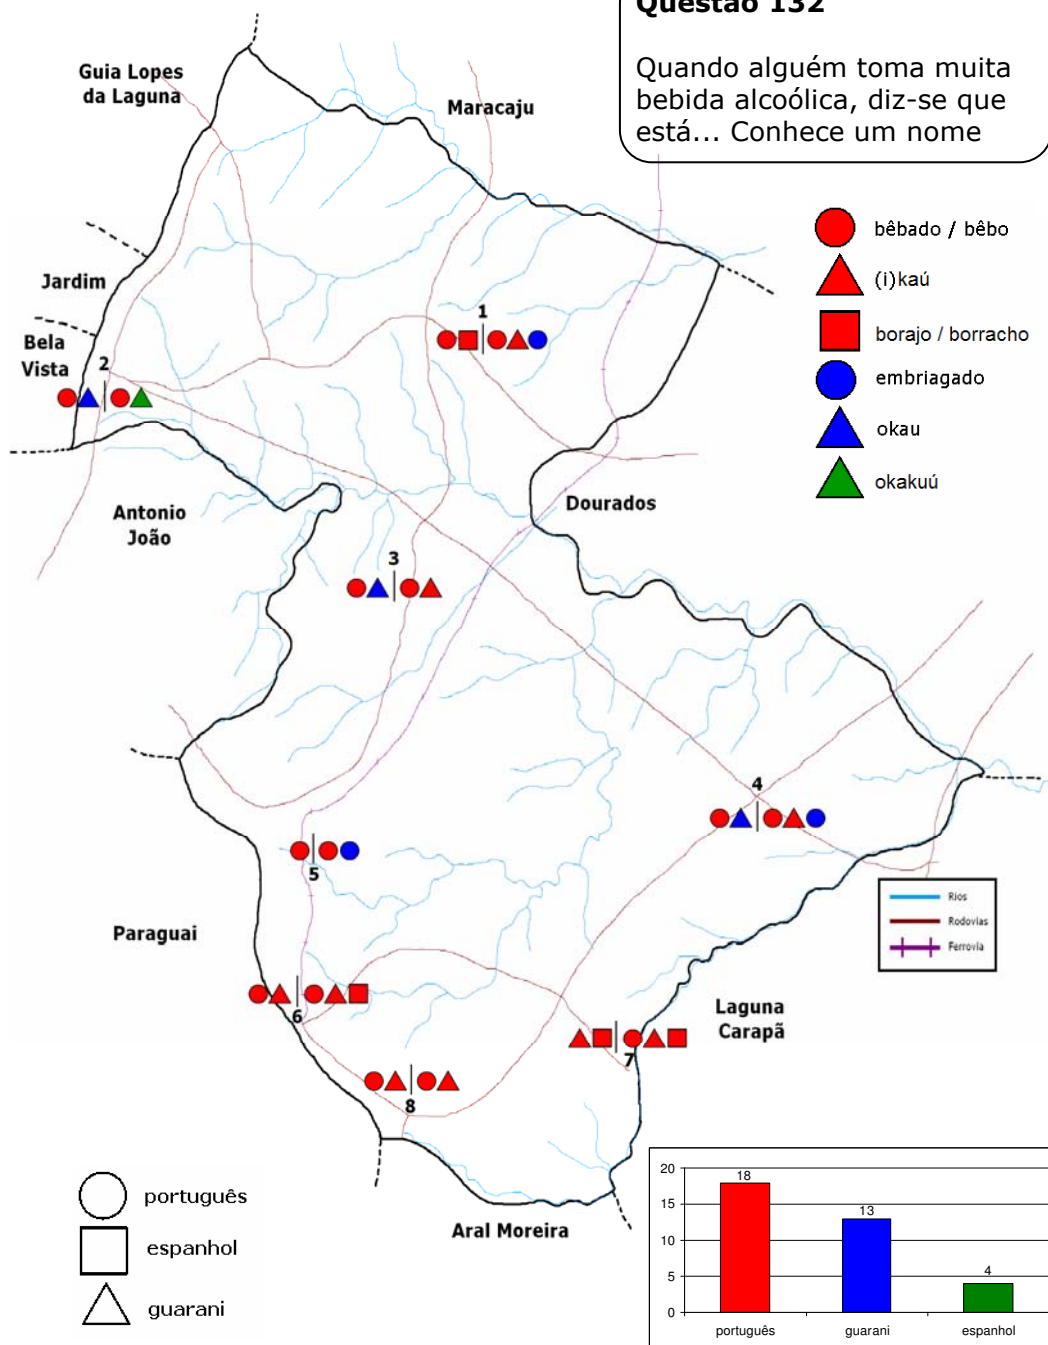 Questão 132
Quando alguém toma muita
bebida alcoólica, diz-se que
está... Conhece um nome
Guia Lopes
da Laguna
Maracaju
bêbado / bêbo
(i)kaú
borajo / borracho
embriagado
okau
okakuú
Jardim
Bela
Vista
1
2
Antonio
João
Dourados
3
4
5
Rios
Rodovias
Ferrovia
Paraguai
6
Laguna
Carapã
7
8
português
espanhol
guarani
Aral Moreira
20
15
10
5
0
18
13
4
português
guarani
espanhol